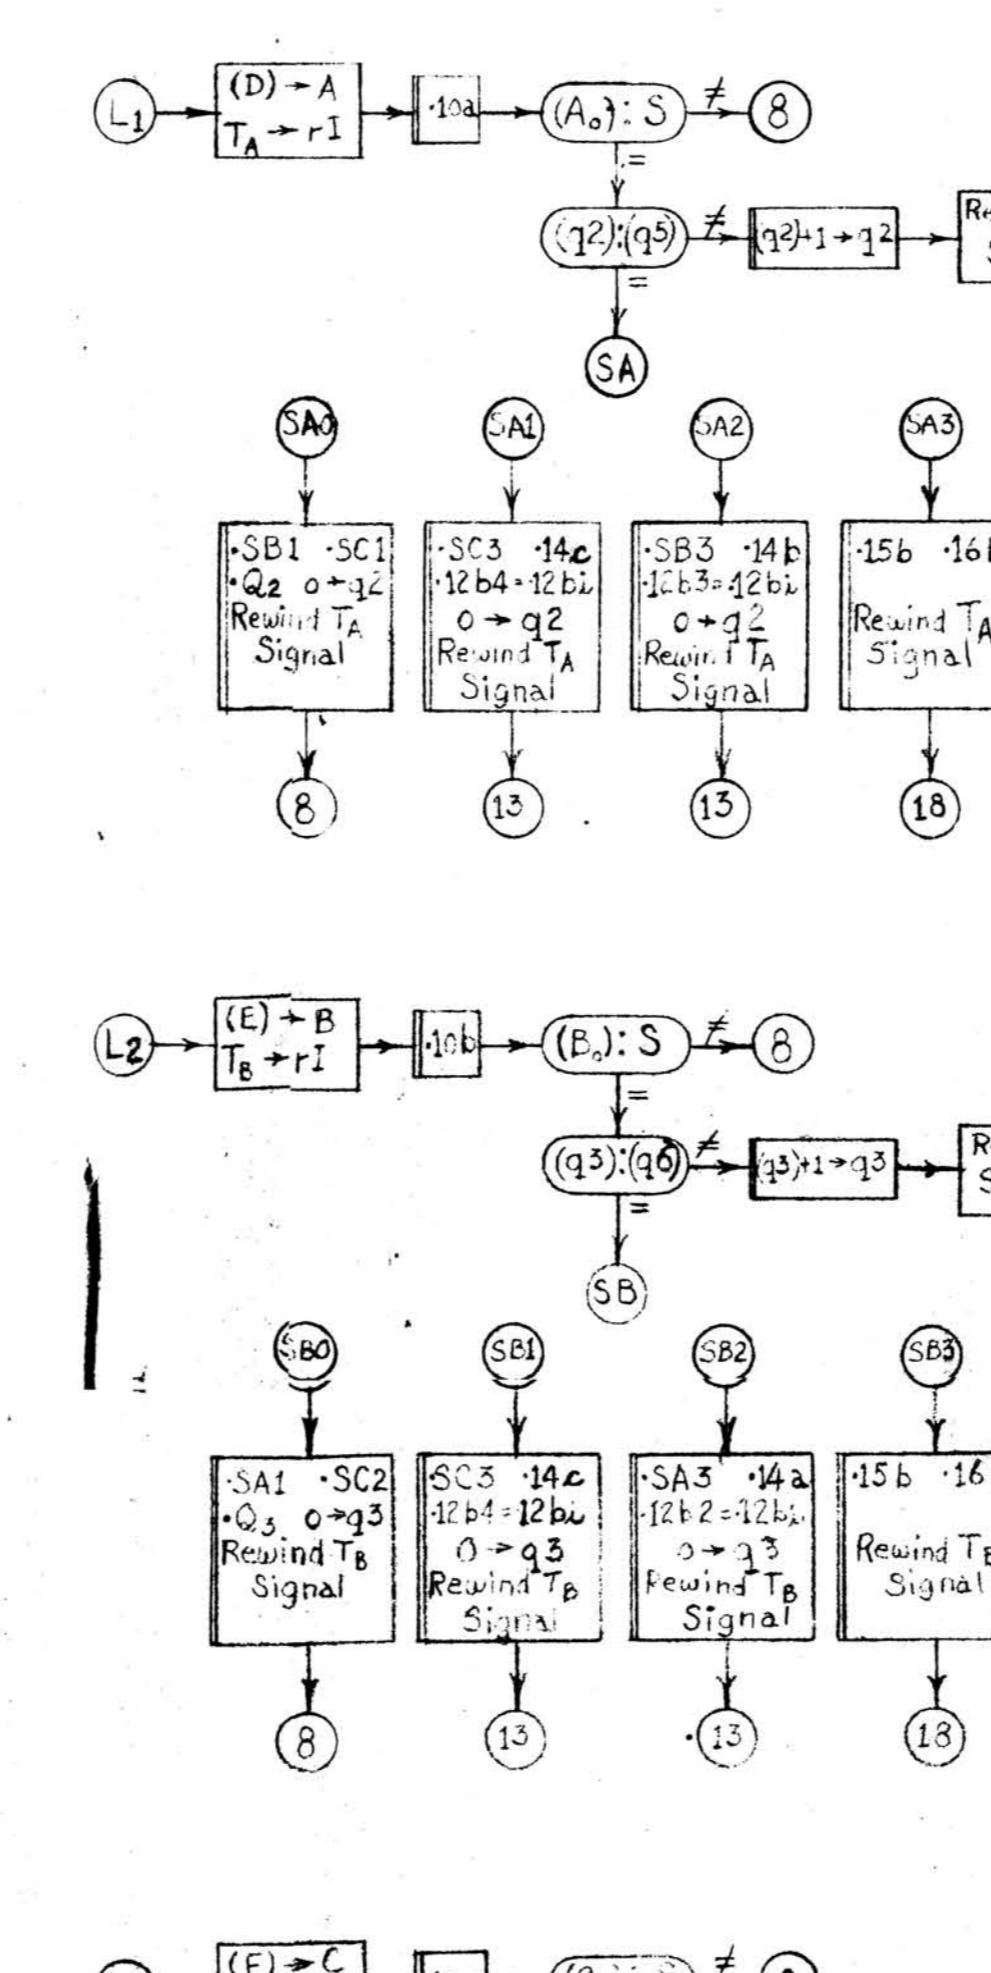 L1
(D) → A
T_A → rI
·10a
(A₀): S
≠
8
=
(q2):(q5)
≠
(q2)+1→q2
=
SA
SA0
SA1
SA2
SA3
·SB1 ·SC1
·Q2 0→q2
Rewind T_A
Signal
·SC3 ·14c
·12b4=12bi
0→q2
Rewind T_A
Signal
·SB3 ·14b
·12b3=12bi
0→q2
Rewind T_A
Signal
·15b
Rewind T_A
Signal
8
13
13
18
L2
(E) → B
T_B → rI
·10b
(B₀): S
≠
8
=
(q3):(q6)
≠
(q3)+1→q3
=
SB
SB0
SB1
SB2
SB3
·SA1 ·SC2
·Q3 0→q3
Rewind T_B
Signal
·SC3 ·14c
·12b4=12bi
0→q3
Rewind T_B
Signal
·SA3 ·14a
·12b2=12bi
0→q3
Rewind T_B
Signal
·15b ·16
Rewind T_B
Signal
8
13
·13
18
→ C
≠